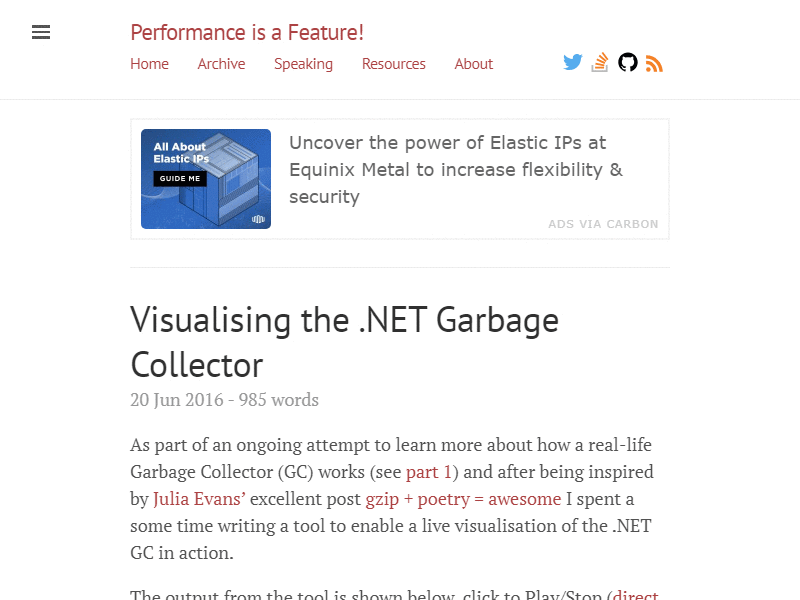 Performance is a Feature!
Home Archive Speaking Resources About
All About
Elastic IPs
GUIDE ME
Uncover the power of Elastic IPs at
Equinix Metal to increase flexibility &
security
ADS VIA CARBON
Visualising the .NET Garbage
Collector
20 Jun 2016 - 985 words
As part of an ongoing attempt to learn more about how a real-life
Garbage Collector (GC) works (see part 1) and after being inspired
by Julia Evans’ excellent post gzip + poetry = awesome I spent a
some time writing a tool to enable a live visualisation of the .NET
GC in action.
The output from the tool is shown below, click to Play/Stop (direct